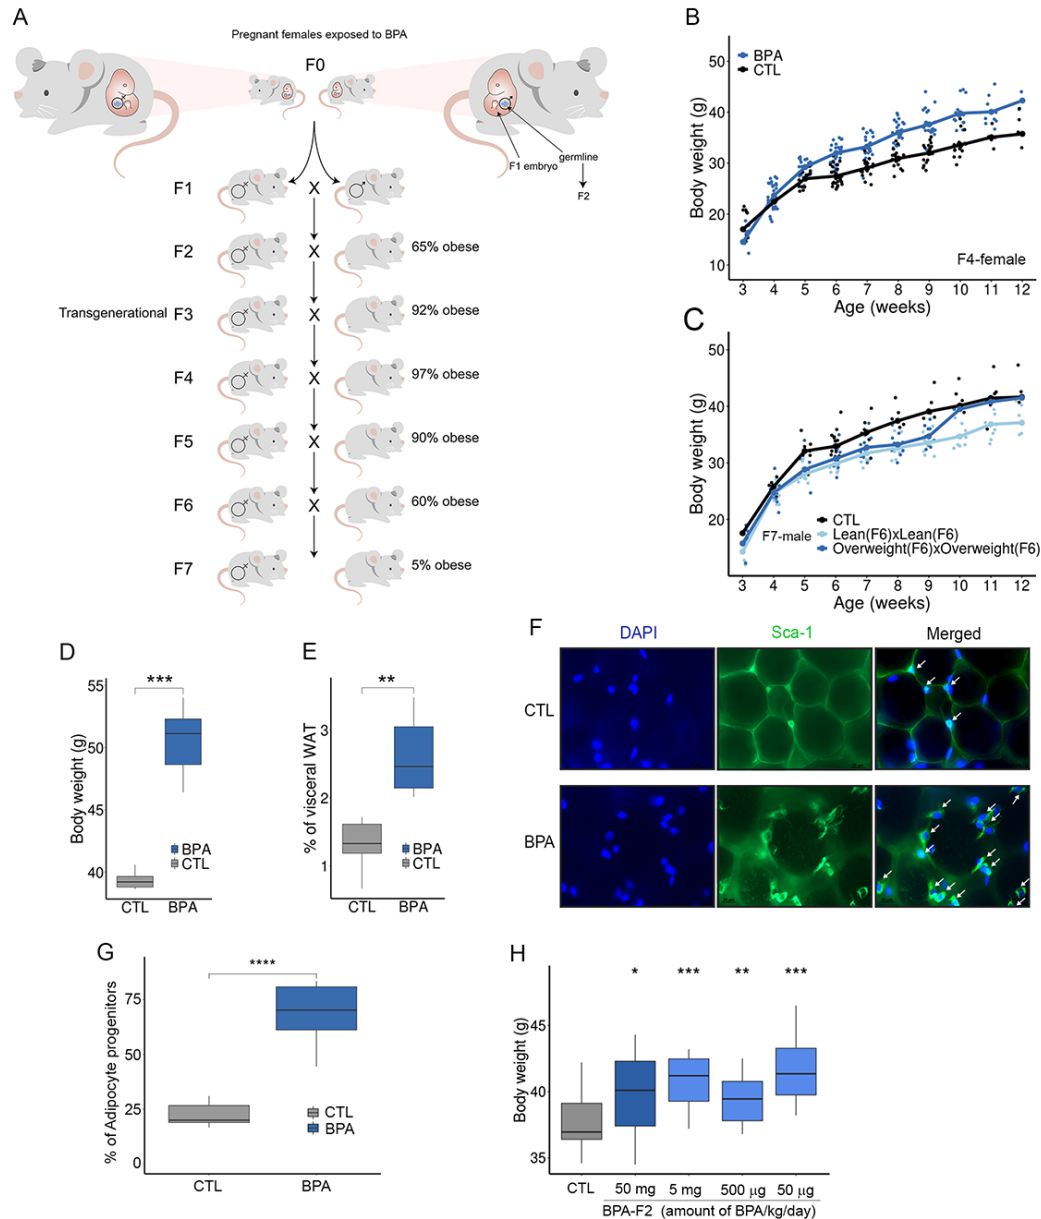 A
Pregnant females exposed to BPA
F0
F1 embryo
germline
F2
F1
X
F2
X
65% obese
Transgenerational
F3
X
92% obese
F4
X
97% obese
F5
X
90% obese
F6
X
60% obese
F7
5% obese
B
BPA
CTL
Body weight (g)
50
40
30
20
10
F4-female
3 4 5 6 7 8 9 10 11 12
Age (weeks)
C
Body weight (g)
50
40
30
20
F7-male
CTL
Lean(F6)xLean(F6)
Overweight(F6)xOverweight(F6)
3 4 5 6 7 8 9 10 11 12
Age (weeks)
D
***
Body weight (g)
55
50
45
40
BPA
CTL
CTL BPA
E
**
% of visceral WAT
3
2
1
BPA
CTL
CTL BPA
F
DAPI Sca-1 Merged
CTL
BPA
G
****
% of Adipocyte progenitors
75
50
25
0
CTL
BPA
CTL BPA
H
* *** ** ***
Body weight (g)
45
40
35
CTL 50 mg 5 mg 500 µg 50 µg
BPA-F2 (amount of BPA/kg/day)